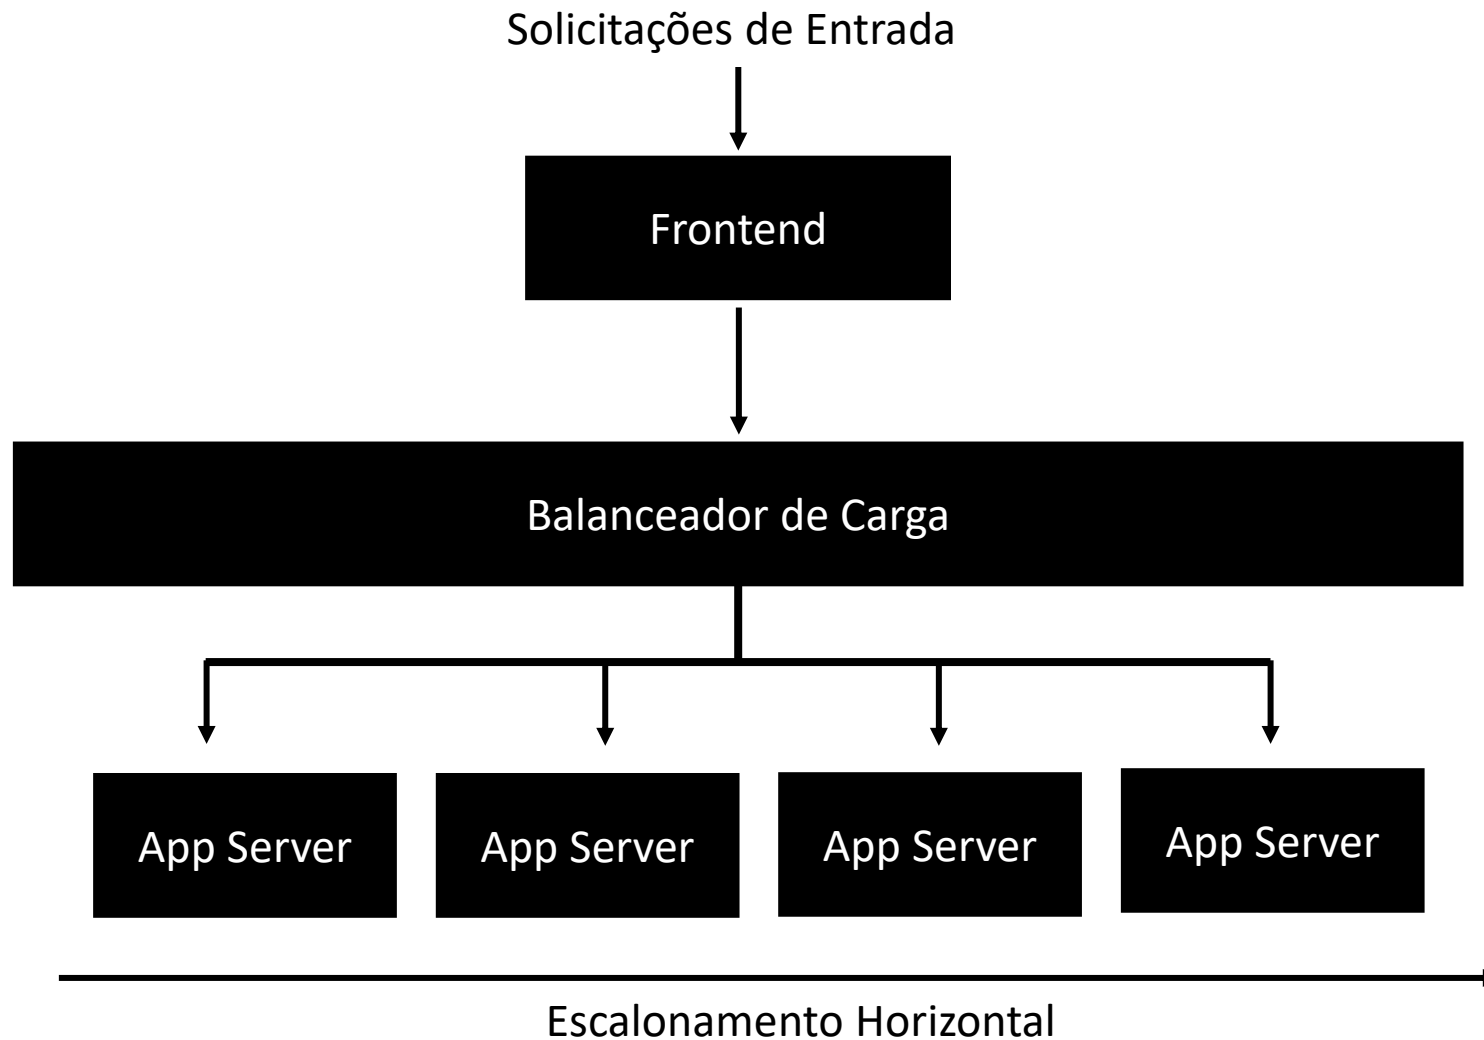 Solicitações de Entrada
Frontend
Balanceador de Carga
App Server
App Server
App Server
App Server
Escalonamento Horizontal